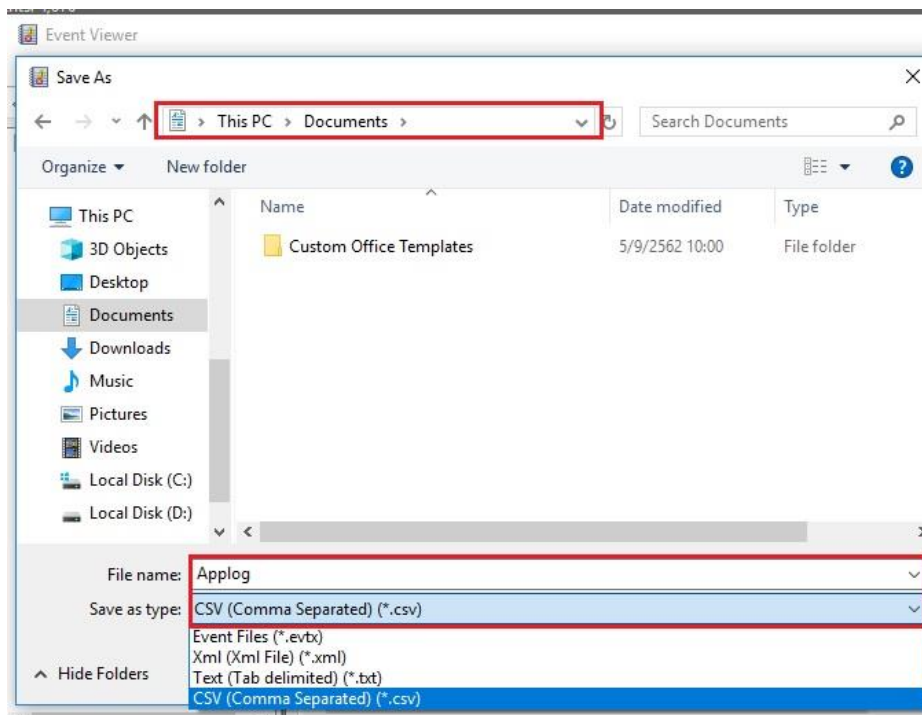 Event Viewer
Save As
This PC > Documents >
Search Documents
Organize
New folder
Name
Date modified
Type
This PC
3D Objects
Desktop
Documents
Downloads
Music
Pictures
Videos
Local Disk (C:)
Local Disk (D:)
Custom Office Templates
5/9/2562 10:00
File folder
File name: Applog
Save as type: CSV (Comma Separated) (*.csv)
Event Files (*.evtx)
Xml (Xml File) (*.xml)
Text (Tab delimited) (*.txt)
CSV (Comma Separated) (*.csv)
Hide Folders